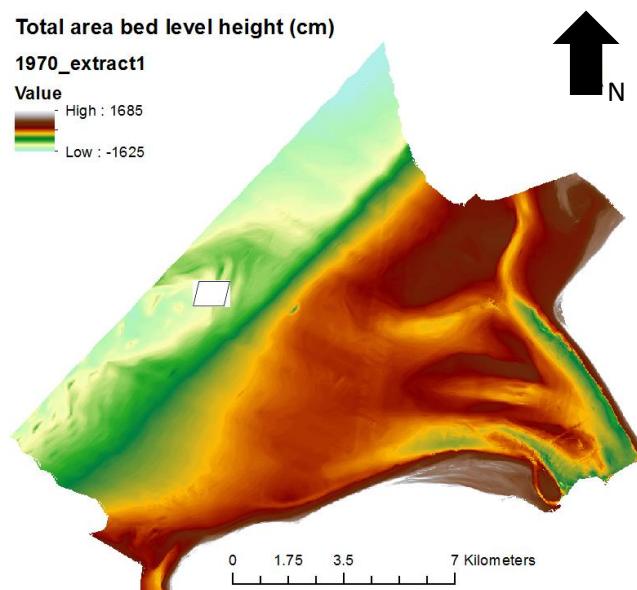 Total area bed level height (cm)
1970_extract1
Value
High : 1685
Low : -1625
N
0 1.75 3.5 7 Kilometers